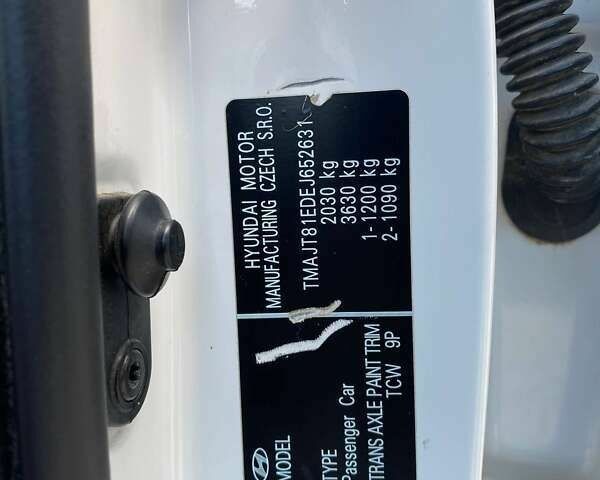 HYUNDAI MOTOR
MANUFACTURING CZECH S.R.O.
TMAJT81EDEJ652631
2030 kg
3630 kg
1-1200 kg
2-1090 kg
MODEL
TYPE
Passenger Car
TRANS AXLE PAINT TRIM
TCW 9P